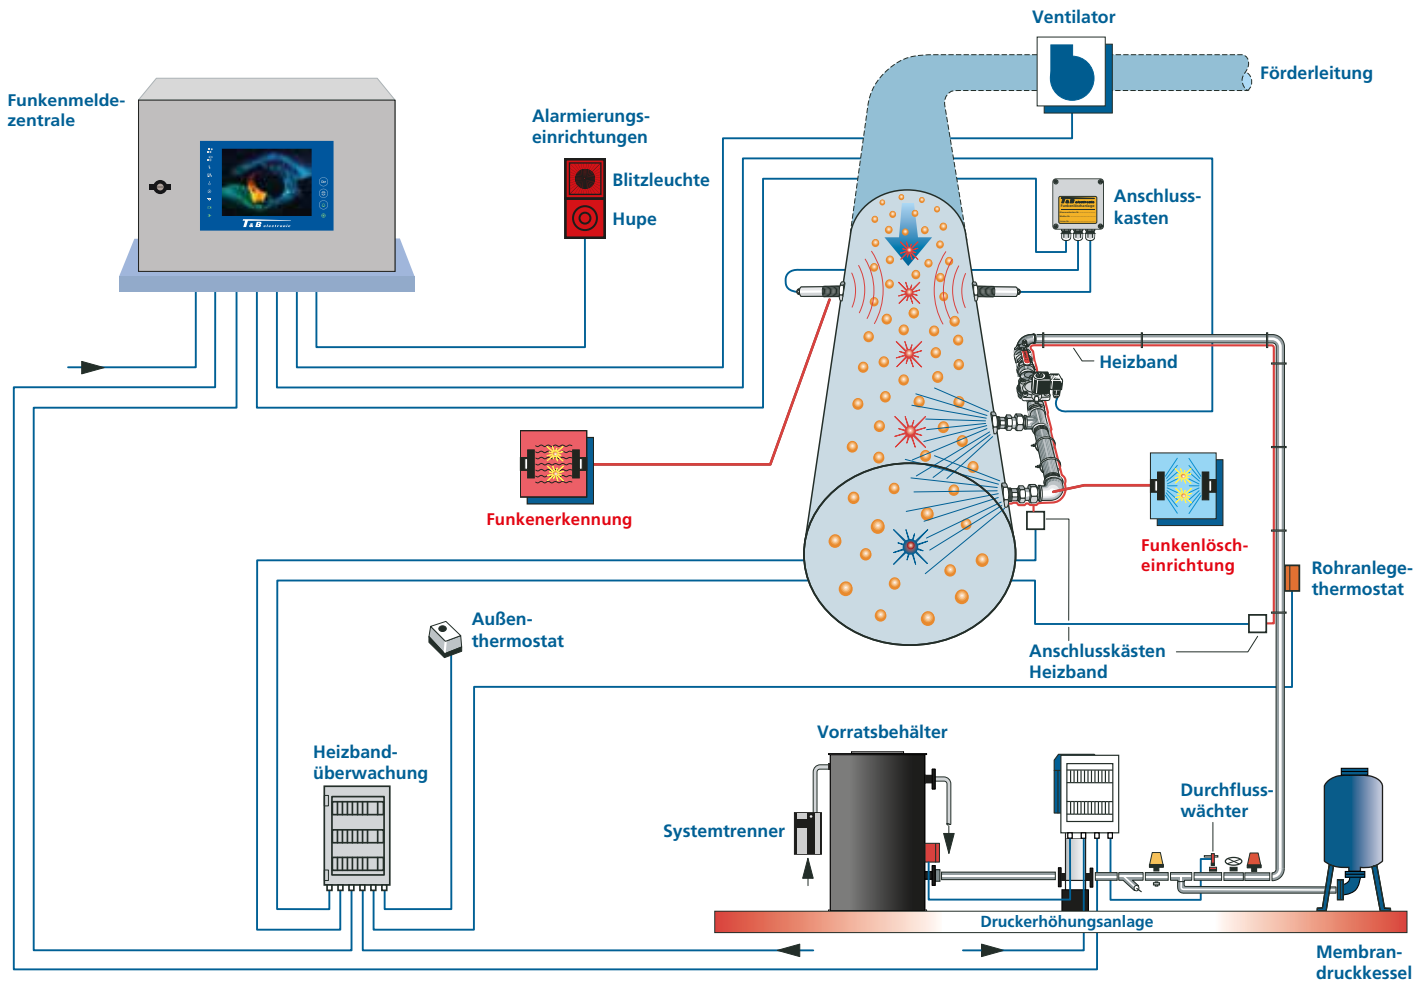 Ventilator
Förderleitung
Funkenmelde-
zentrale
Alarmierungs-
einrichtungen
Blitzleuchte
Hupe
Anschluss-
kasten
T&B electronic
T&B
Heizband
Funkenerkennung
Funkenlösch-
einrichtung
Rohranlege-
thermostat
Außen-
thermostat
Anschlusskästen
Heizband
Heizband-
überwachung
Vorratsbehälter
Systemtrenner
Durchfluss-
wächter
Druckerhöhungsanlage
Membran-
druckkessel